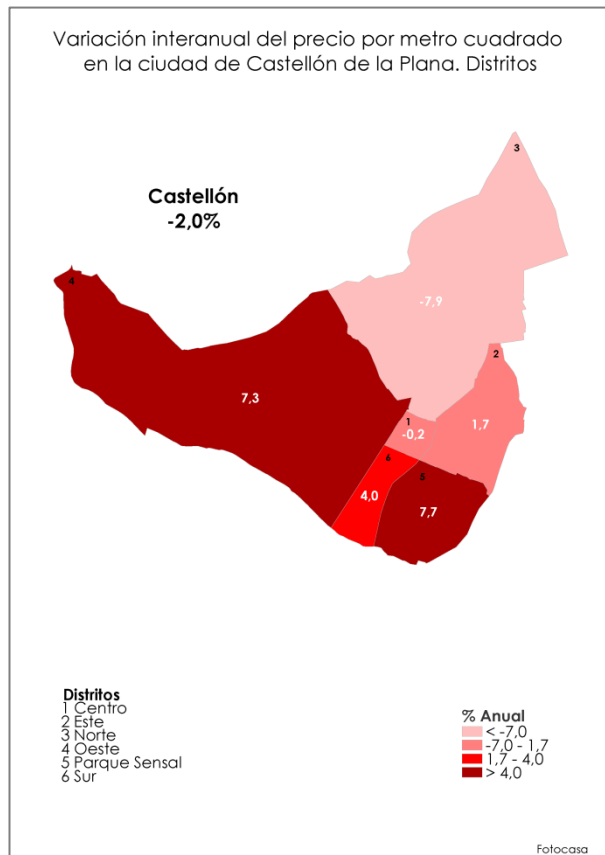 Variación interanual del precio por metro cuadrado
en la ciudad de Castellón de la Plana. Distritos
3
Castellón
-2,0%
4
-7,9
2
7,3
1
-0,2
1,7
6
5
4,0
7,7
Distritos
1 Centro
2 Este
3 Norte
4 Oeste
5 Parque Sensal
6 Sur
% Anual
< -7,0
-7,0 - 1,7
1,7 - 4,0
> 4,0
Fotocasa